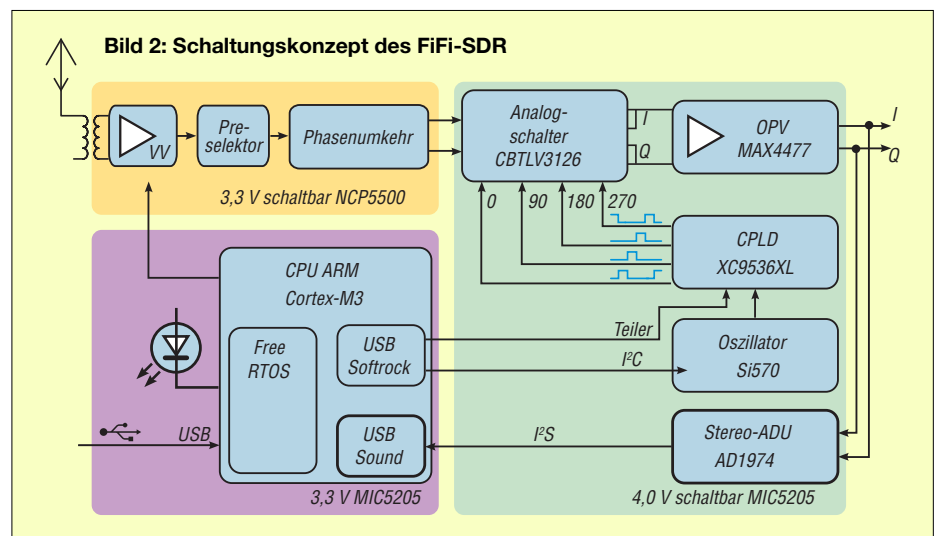 Bild 2: Schaltungskonzept des FiFi-SDR
VV
Pre-
selektor
Phasenumkehr
3,3 V schaltbar NCP5500
Analog-
schalter
CBTLV3126
I
Q
OPV
MAX4477
I
Q
0
90
180
270
CPLD
XC9536XL
CPU ARM
Cortex-M3
Free
RTOS
USB
Softrock
Teiler
I²C
Oszillator
Si570
USB
USB
Sound
I²S
Stereo-ADU
AD1974
3,3 V MIC5205
4,0 V schaltbar MIC5205